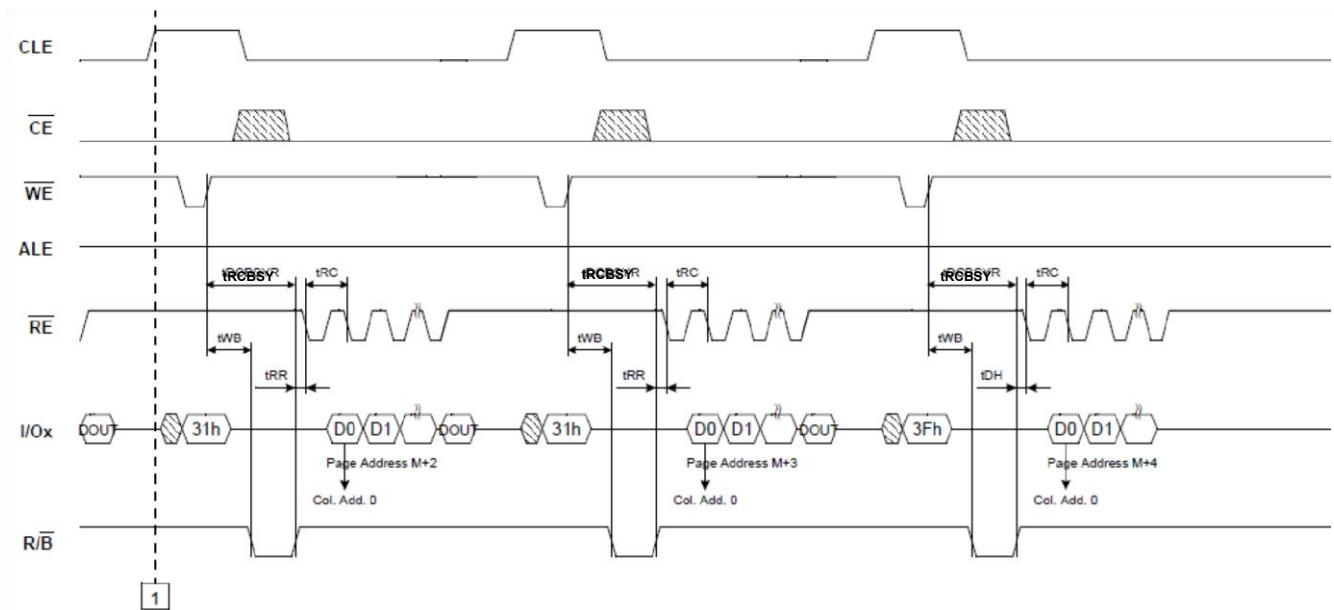 CLE
CE
WE
ALE
tRCBSY tRC tRCBSY tRC tRCBSY tRC
RE
tWB tWB tWB
tRR tRR tDH
I/Ox DOUT 31h D0 D1 DOUT 31h D0 D1 DOUT 3Fh D0 D1
Page Address M+2 Page Address M+3 Page Address M+4
Col. Add. 0 Col. Add. 0 Col. Add. 0
R/B
1